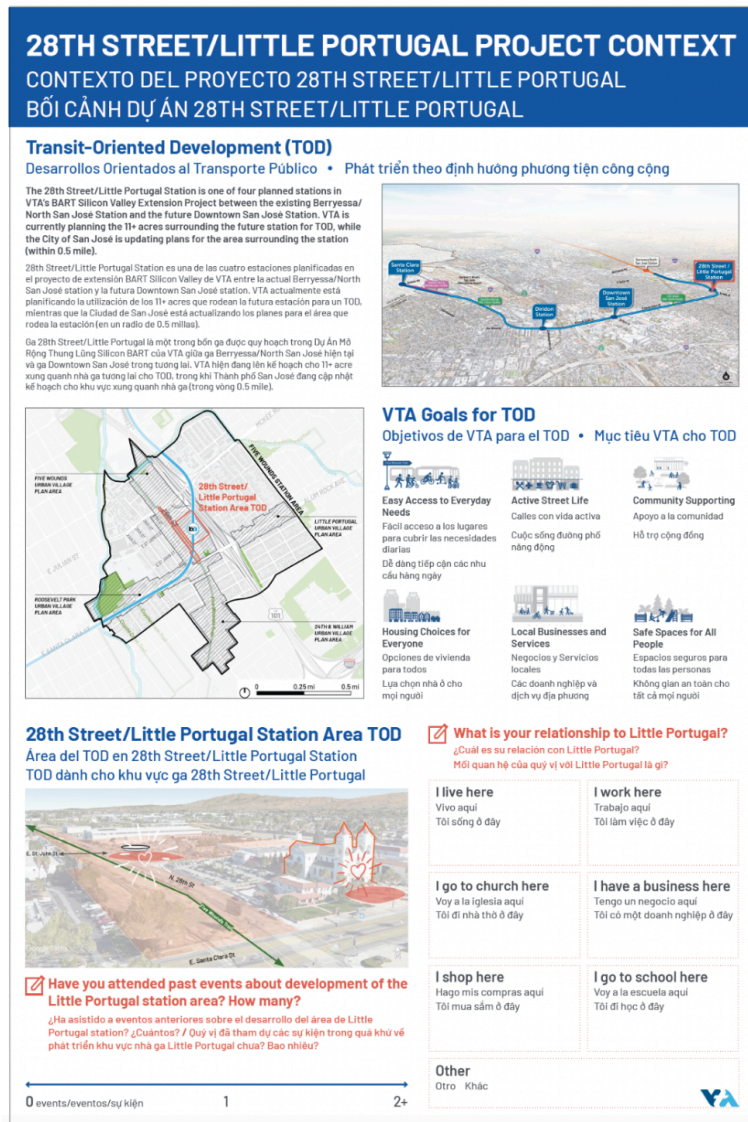 28TH STREET/LITTLE PORTUGAL PROJECT CONTEXT
CONTEXTO DEL PROYECTO 28TH STREET/LITTLE PORTUGAL
BỐI CẢNH DỰ ÁN 28TH STREET/LITTLE PORTUGAL
Transit-Oriented Development (TOD)
Desarrollos Orientados al Transporte Público • Phát triển theo định hướng phương tiện công cộng
The 28th Street/Little Portugal Station is one of four planned stations in
VTA's BART Silicon Valley Extension Project between the existing Berryessa/
North San José Station and the future Downtown San José Station. VTA is
currently planning the 11+ acres surrounding the future station for TOD, while
the City of San José is updating plans for the area surrounding the station
(within 0.5 mile).
28th Street/Little Portugal Station es una de las cuatro estaciones planificadas en
el proyecto de extensión BART Silicon Valley de VTA entre la actual Berryessa/North
San José station y la futura Downtown San José Station. VTA actualmente está
planificando la utilización de los 11+ acres que rodean la futura estación para un TOD,
mientras que la Ciudad de San José está actualizando los planes para el área que
rodea la estación (en un radio de 0.5 millas).
Ga 28th Street/Little Portugal là một trong bốn ga được quy hoạch trong Dự Án Mở
Rộng Thung Lũng Silicon BART của VTA giữa ga Berryessa/North San José hiện tại
và ga Downtown San José trong tương lai. VTA hiện đang lên kế hoạch cho 11+ acre
xung quanh nhà ga tương lai cho TOD, trong khi Thành phố San José đang cập nhật
kế hoạch cho khu vực xung quanh nhà ga (trong vòng 0.5 mile).
Santa Clara
Station
Diridon
Station
Downtown
San José
Station
28th Street /
Little Portugal
Station
FIVE WOUNDS
URBAN VILLAGE
PLAN AREA
28th Street/
Little Portugal
Station Area TOD
FIVE WOUNDS STATION AREA
LITTLE PORTUGAL
URBAN VILLAGE
PLAN AREA
ROOSEVELT PARK
URBAN VILLAGE
PLAN AREA
24TH & WILLIAM
URBAN VILLAGE
PLAN AREA
MCKEE RD
ALUM ROCK AVE
E JULIAN ST
E SANTA CLARA ST
101
0
0.25 mi
0.5 mi
VTA Goals for TOD
Objetivos de VTA para el TOD • Mục tiêu VTA cho TOD
Easy Access to Everyday
Needs
Fácil acceso a los lugares
para cubrir las necesidades
diarias
Dễ dàng tiếp cận các nhu
cầu hàng ngày
Active Street Life
Calles con vida activa
Cuộc sống đường phố
năng động
Community Supporting
Apoyo a la comunidad
Hỗ trợ cộng đồng
Housing Choices for
Everyone
Opciones de vivienda
para todos
Lựa chọn nhà ở cho
mọi người
Local Businesses and
Services
Negocios y Servicios
locales
Các doanh nghiệp và
dịch vụ địa phương
Safe Spaces for All
People
Espacios seguros para
todas las personas
Không gian an toàn cho
tất cả mọi người
28th Street/Little Portugal Station Area TOD
Área del TOD en 28th Street/Little Portugal Station
TOD dành cho khu vực ga 28th Street/Little Portugal
E. St. John St
N. 28th St
E. Santa Clara St
Have you attended past events about development of the
Little Portugal station area? How many?
¿Ha asistido a eventos anteriores sobre el desarrollo del área de Little
Portugal station? ¿Cuántos? / Quý vị đã tham dự các sự kiện trong quá khứ về
phát triển khu vực nhà ga Little Portugal chưa? Bao nhiêu?
0 events/eventos/sự kiện
1
2+
What is your relationship to Little Portugal?
¿Cuál es su relación con Little Portugal?
Mối quan hệ của quý vị với Little Portugal là gì?
I live here
Vivo aquí
Tôi sống ở đây
I work here
Trabajo aquí
Tôi làm việc ở đây
I go to church here
Voy a la iglesia aquí
Tôi đi nhà thờ ở đây
I have a business here
Tengo un negocio aquí
Tôi có một doanh nghiệp ở đây
I shop here
Hago mis compras aquí
Tôi mua sắm ở đây
I go to school here
Voy a la escuela aquí
Tôi đi học ở đây
Other
Otro Khác
VTA